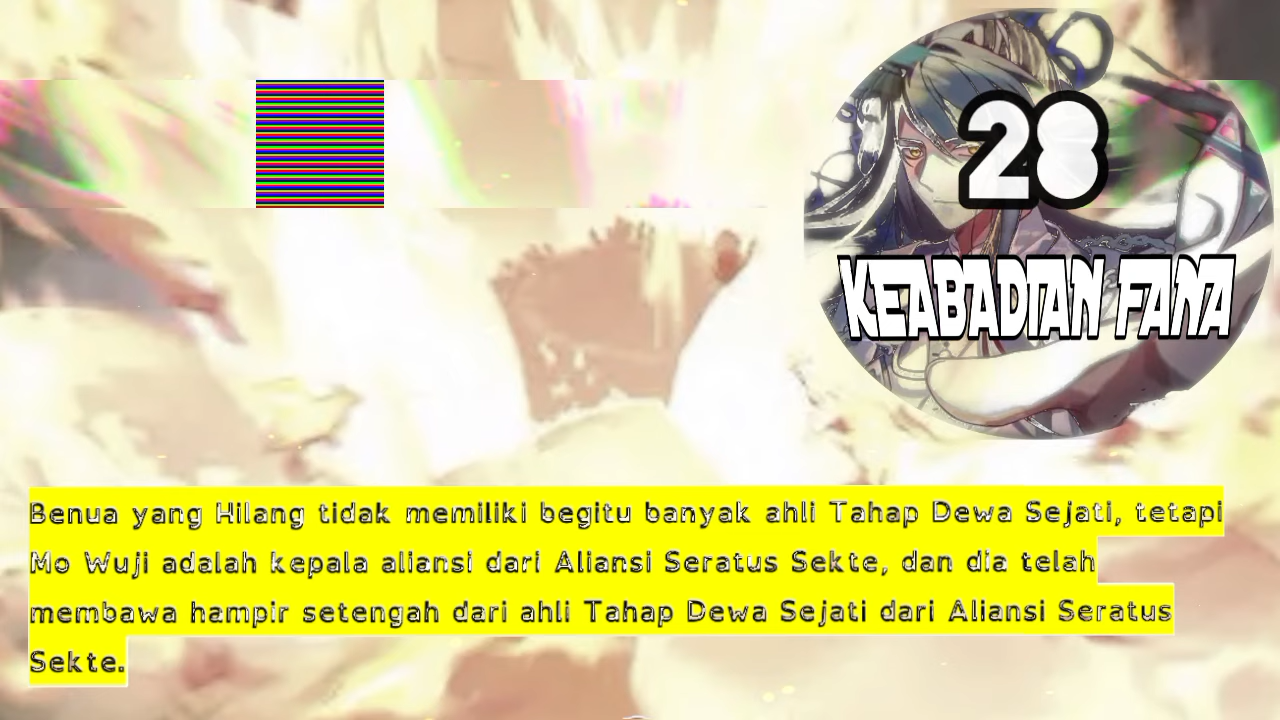 28
KEABADIAN FANA
Benua yang Hilang tidak memiliki begitu banyak ahli Tahap Dewa Sejati, tetapi
Mo Wuji adalah kepala aliansi dari Aliansi Seratus Sekte, dan dia telah
membawa hampir setengah dari ahli Tahap Dewa Sejati dari Aliansi Seratus
Sekte.